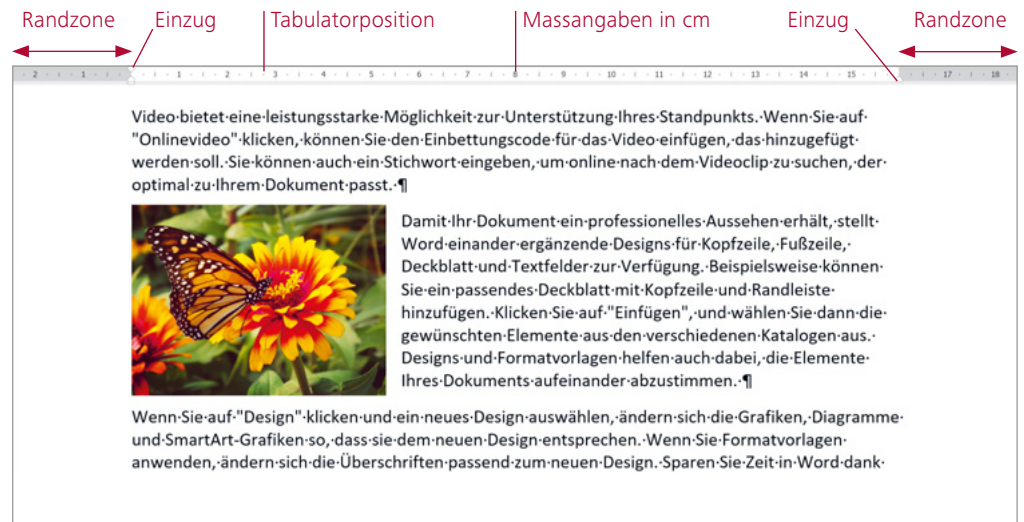 Randzone Einzug Tabulatorposition Massangaben in cm Einzug Randzone
2 1 1 2 3 4 5 6 7 8 9 10 11 12 13 14 15 17 18
Video·bietet·eine·leistungsstarke·Möglichkeit·zur·Unterstützung·Ihres·Standpunkts.·Wenn·Sie·auf·
"Onlinevideo"·klicken,·können·Sie·den·Einbettungscode·für·das·Video·einfügen,·das·hinzugefügt·
werden·soll.·Sie·können·auch·ein·Stichwort·eingeben,·um·online·nach·dem·Videoclip·zu·suchen,·der·
optimal·zu·Ihrem·Dokument·passt.·¶
Damit·Ihr·Dokument·ein·professionelles·Aussehen·erhält,·stellt·
Word·einander·ergänzende·Designs·für·Kopfzeile,·Fußzeile,·
Deckblatt·und·Textfelder·zur·Verfügung.·Beispielsweise·können·
Sie·ein·passendes·Deckblatt·mit·Kopfzeile·und·Randleiste·
hinzufügen.·Klicken·Sie·auf·"Einfügen",·und·wählen·Sie·dann·die·
gewünschten·Elemente·aus·den·verschiedenen·Katalogen·aus.·
Designs·und·Formatvorlagen·helfen·auch·dabei,·die·Elemente·
Ihres·Dokuments·aufeinander·abzustimmen.·¶
Wenn·Sie·auf·"Design"·klicken·und·ein·neues·Design·auswählen,·ändern·sich·die·Grafiken,·Diagramme·
und·SmartArt-Grafiken·so,·dass·sie·dem·neuen·Design·entsprechen.·Wenn·Sie·Formatvorlagen·
anwenden,·ändern·sich·die·Überschriften·passend·zum·neuen·Design.·Sparen·Sie·Zeit·in·Word·dank·